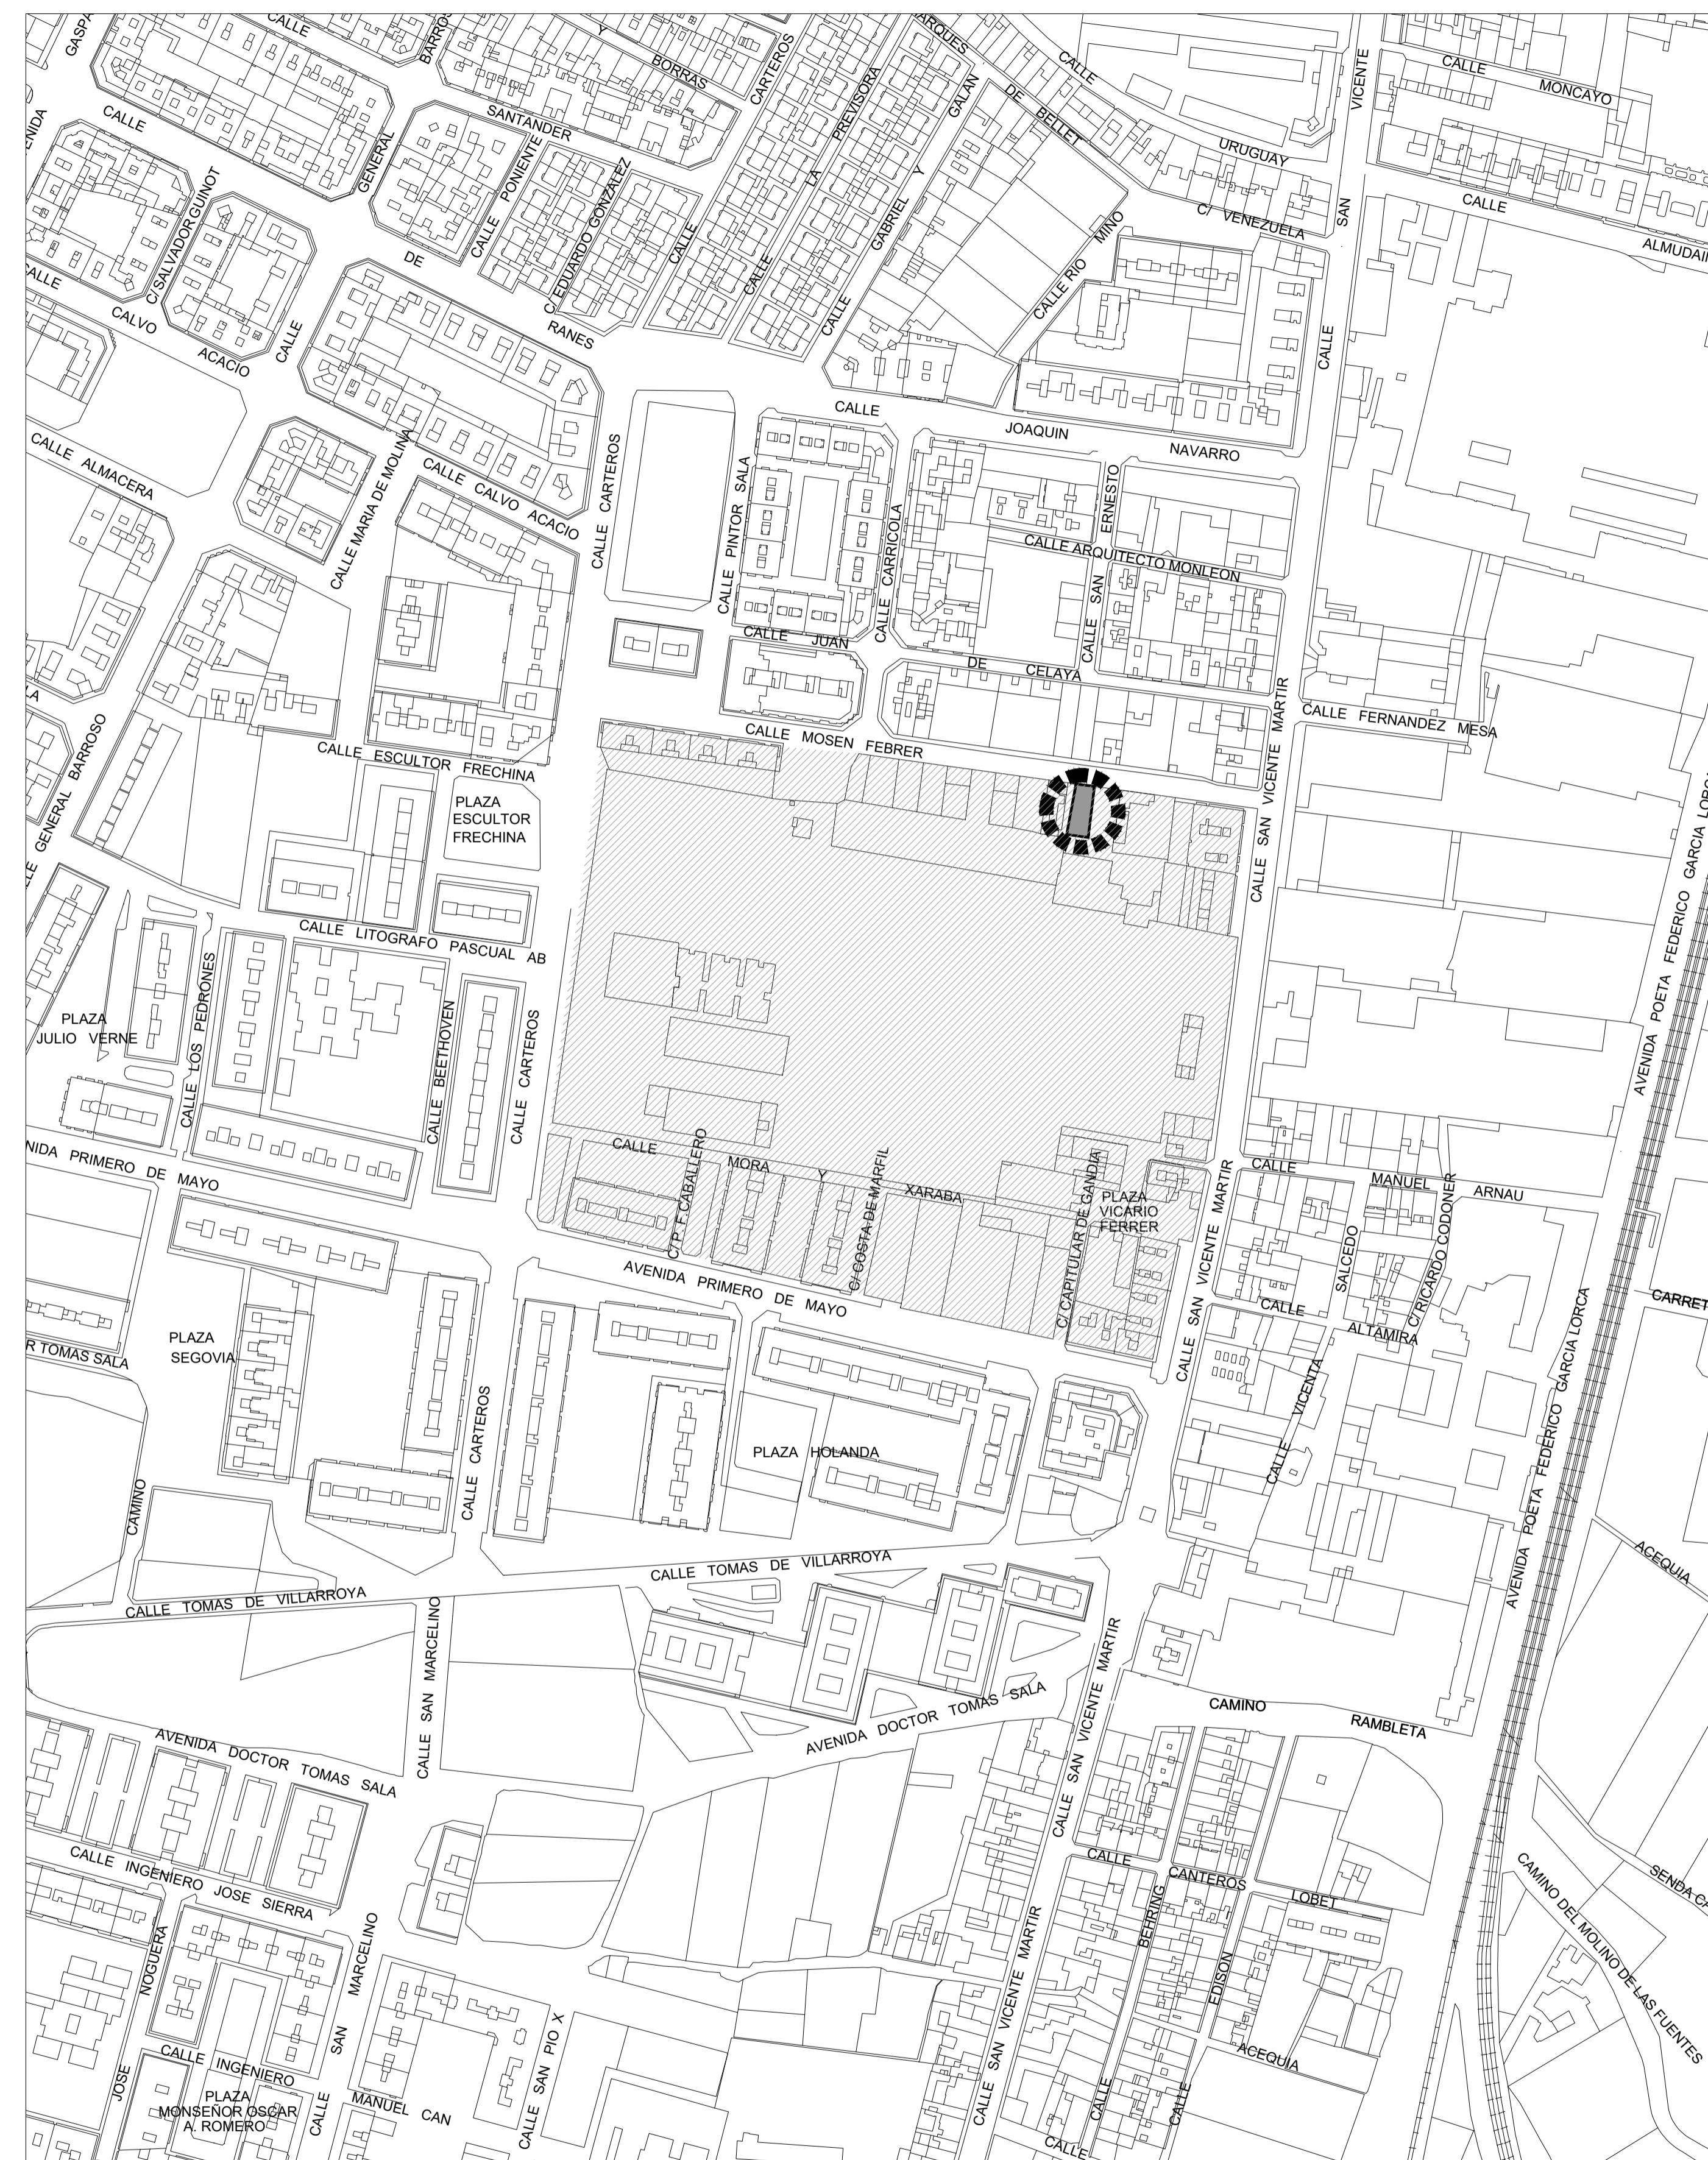 GASPA
CALLE
BARROS
Y
BORRAS
CARTEROS
ARQUES
DE BELLET
CALLE
URUGUAY
VICENTE
CALLE MONCAYO
ENIDA
CALLE
GENERAL
SANTANDER
CALLE PONIENTE
C/ EDUARDO GONZALEZ
LA PREVISORA
GABRIEL Y GALAN
C/ VENEZUELA
SAN
CALLE
C/ SALVADOR GUINOT
DE
RANES
CALLE
CALLE
CALLE
CALLE RIO MINO
CALLE
CALLE
CALVO
ACACIO
CALLE
CALLE ALMACERA
CALLE MARIA DE MOLINA
CALLE CALVO ACACIO
CALLE CARTEROS
CALLE PINTOR SALA
CALLE JOAQUIN NAVARRO
CALLE CARRICOLA
CALLE SAN ERNESTO
CALLE ARQUITECTO MONLEON
CALLE JUAN DE CELAYA
LA
GENERAL BARROSO
CALLE ESCULTOR FRECHINA
PLAZA
ESCULTOR
FRECHINA
CALLE MOSEN FEBRER
CALLE SAN VICENTE MARTIR
CALLE FERNANDEZ MESA
CALLE LITOGRAFO PASCUAL AB
PLAZA
JULIO VERNE
CALLE LOS PEDRONES
CALLE BEETHOVEN
CALLE CARTEROS
AVENIDA POETA FEDERICO GARCIA LORCA
NIDA PRIMERO DE MAYO
CALLE MORA Y XARABA
C/ P. F. CABALLERO
C/ COSTA DE MARFIL
C/ CAPITULAR DE GANDIA
PLAZA
VICARIO
FERRER
CALLE SAN VICENTE MARTIR
CALLE MANUEL ARNAU
SALCEDO
C/ RICARDO CODOÑER
AVENIDA PRIMERO DE MAYO
CALLE ALTAMIRA
CARRET
R TOMAS SALA
PLAZA
SEGOVIA
CALLE CARTEROS
PLAZA HOLANDA
CALLE VICENTA
AVENIDA POETA FEDERICO GARCIA LORCA
CAMINO
ACEQUIA
CALLE TOMAS DE VILLARROYA
CALLE TOMAS DE VILLARROYA
CALLE SAN MARCELINO
CALLE SAN VICENTE MARTIR
AVENIDA DOCTOR TOMAS SALA
CAMINO RAMBLETA
AVENIDA DOCTOR TOMAS SALA
CALLE INGENIERO JOSE SIERRA
CALLE CANTEROS LOBET
CAMINO DEL MOLINO DE LAS FUENTES
JOSE NOGUERA
CALLE SAN MARCELINO
CALLE SAN VICENTE MARTIR
CALLE BEHRING
CALLE EDISON
CALLE SAN PIO X
ACEQUIA
CALLE INGENIERO
MANUEL CAN
PLAZA
MONSEÑOR OSCAR
A. ROMERO
CALLE